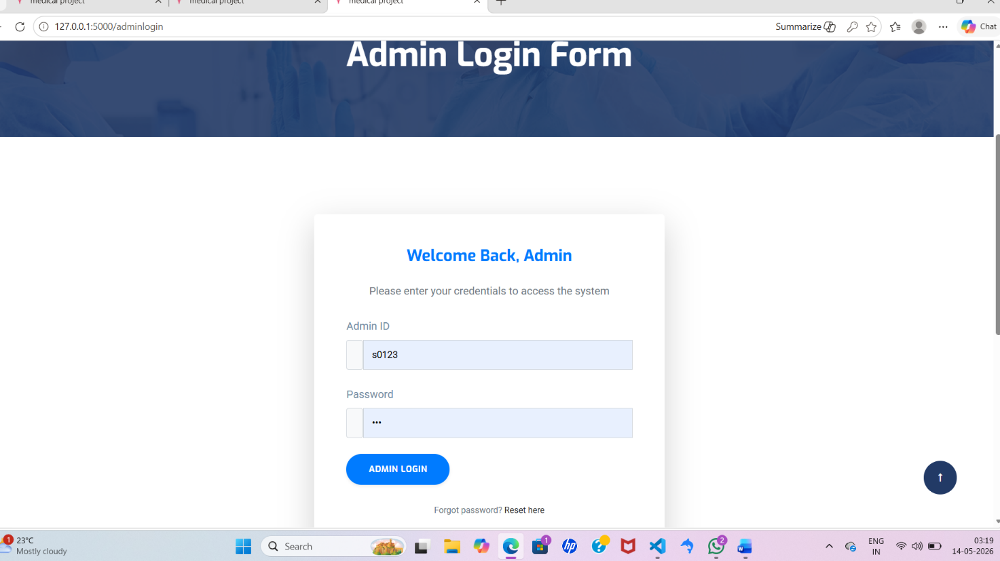 medical project
medical project
medical project
127.0.0.1:5000/adminlogin
Summarize
Chat
Admin Login Form
Welcome Back, Admin
Please enter your credentials to access the system
Admin ID
s0123
Password
•••
ADMIN LOGIN
↑
Forgot password? Reset here
1
23°C
Mostly cloudy
Search
1
hp
?
2
W
ENG
IN
03:19
14-05-2026